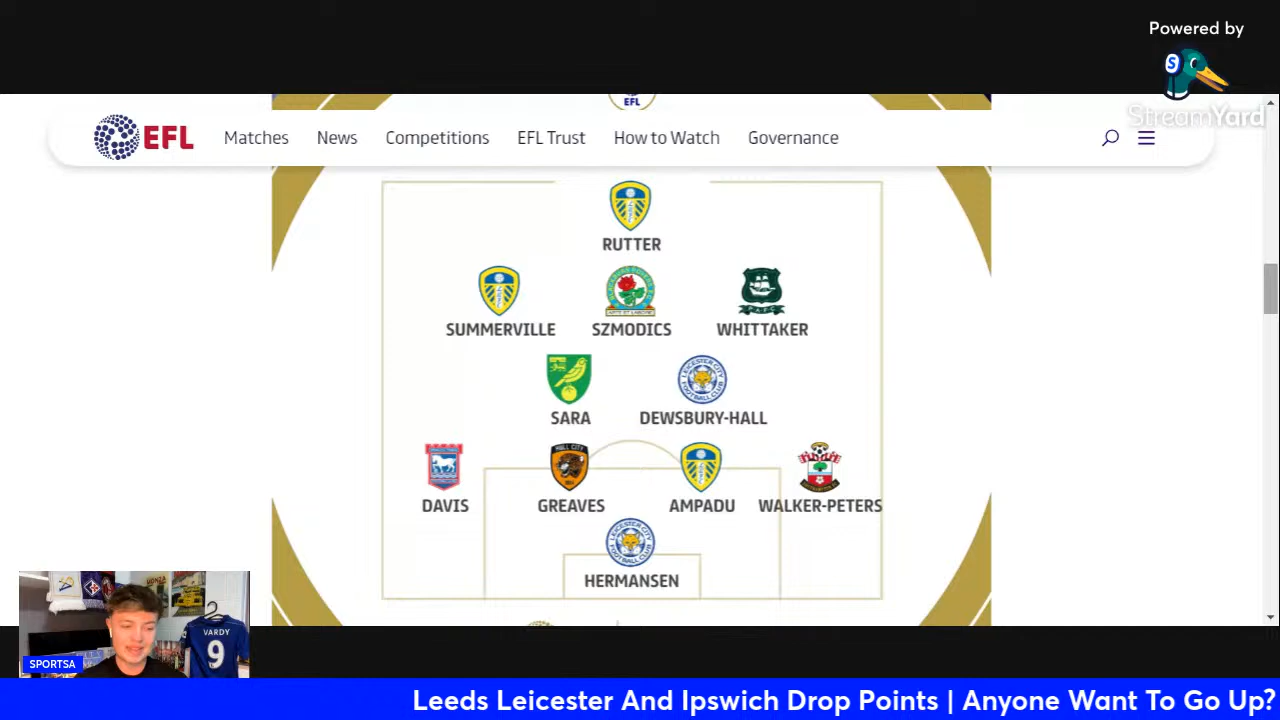 Powered by
S
StreamYard
EFL
EFL
Matches News Competitions EFL Trust How to Watch Governance
RUTTER
SUMMERVILLE SZMODICS WHITTAKER
SARA DEWSBURY-HALL
DAVIS GREAVES AMPADU WALKER-PETERS
HERMANSEN
VARDY
9
SPORTSA
Leeds Leicester And Ipswich Drop Points | Anyone Want To Go Up?